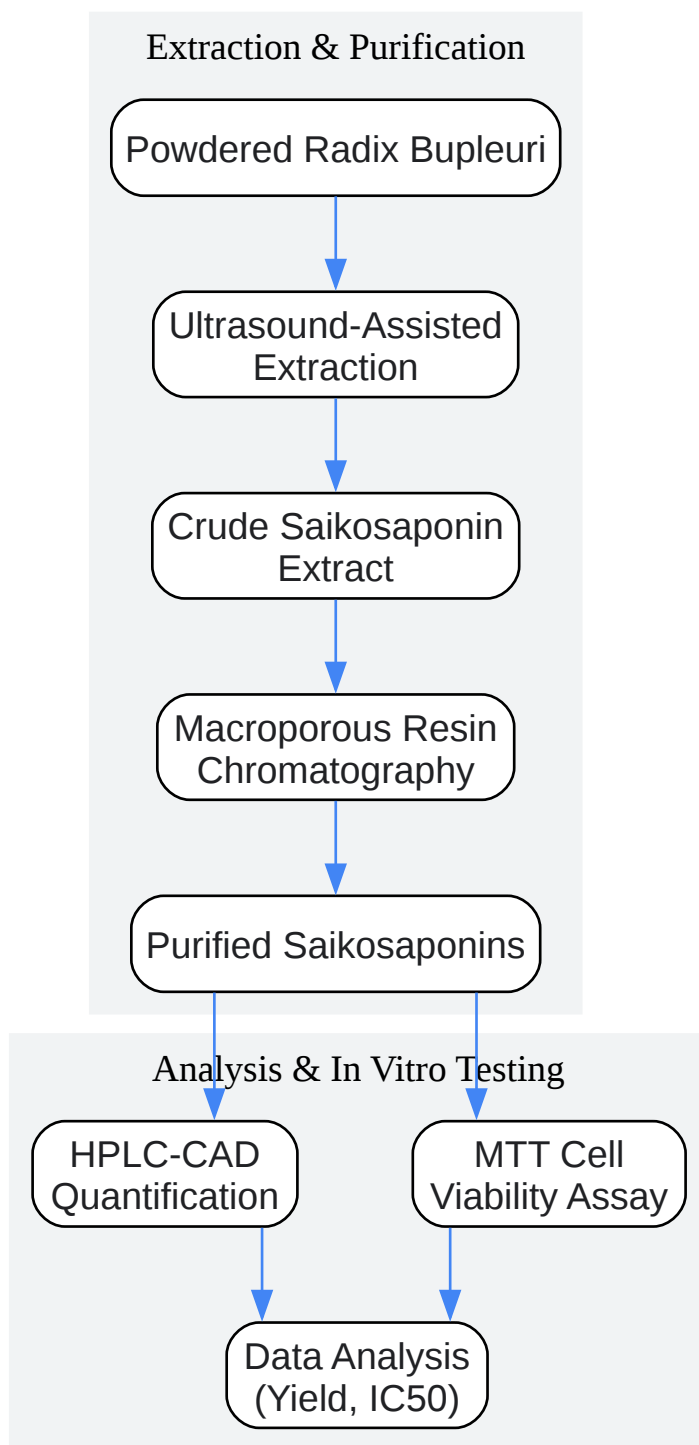 Extraction & Purification
Powdered Radix Bupleuri
Ultrasound-Assisted
Extraction
Crude Saikosaponin
Extract
Macroporous Resin
Chromatography
Purified Saikosaponins
Analysis & In Vitro Testing
HPLC-CAD
Quantification
MTT Cell
Viability Assay
Data Analysis
(Yield, IC50)